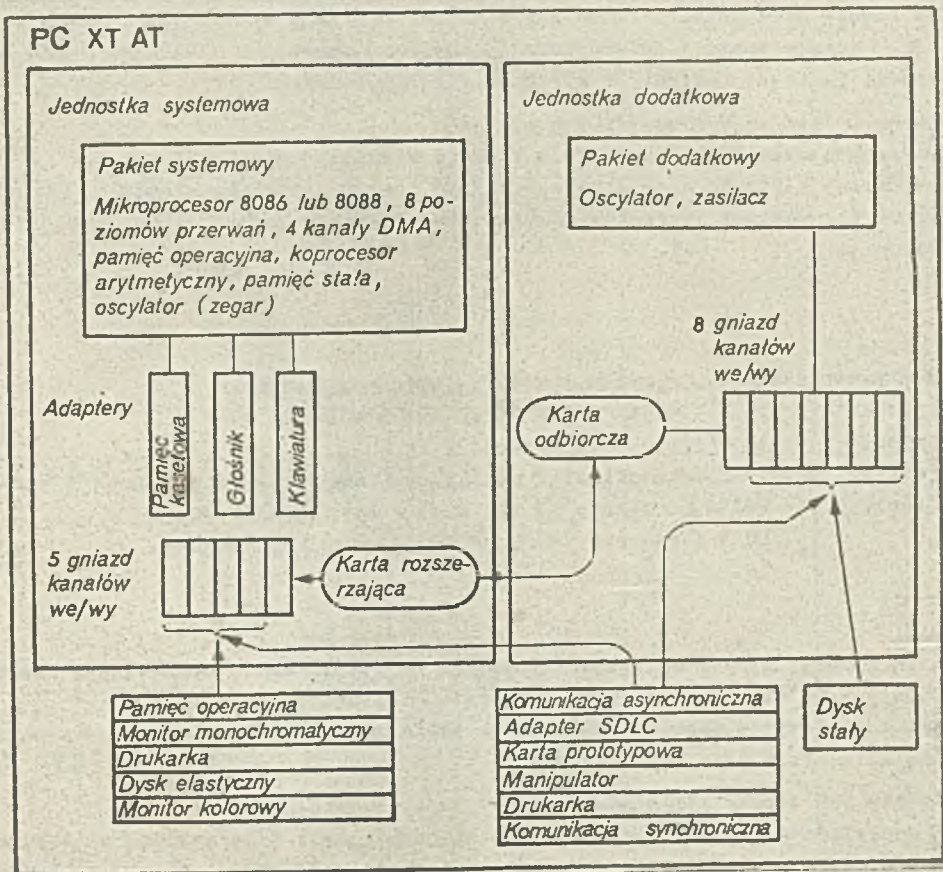 PC XT AT
Jednostka systemowa
Pakiet systemowy
Mikroprocesor 8086 lub 8088, 8 po-
ziomów przerwań, 4 kanały DMA,
pamięć operacyjna, koprocesor
arytmetyczny, pamięć stała,
oscylator (zegar)
Adaptery
Pamięć
kasetowa
Głośnik
Klawiatura
5 gniazd
kanałów
we/wy
Karta rozsze-
rzająca
Jednostka dodatkowa
Pakiet dodatkowy
Oscylator, zasilacz
8 gniazd
kanałów
we/wy
Karta
odbiorcza
Pamięć operacyjna
Monitor monochromatyczny
Drukarka
Dysk elastyczny
Monitor kolorowy
Komunikacja asynchroniczna
Adapter SDLC
Karta prototypowa
Manipulator
Drukarka
Komunikacja synchroniczna
Dysk
stały